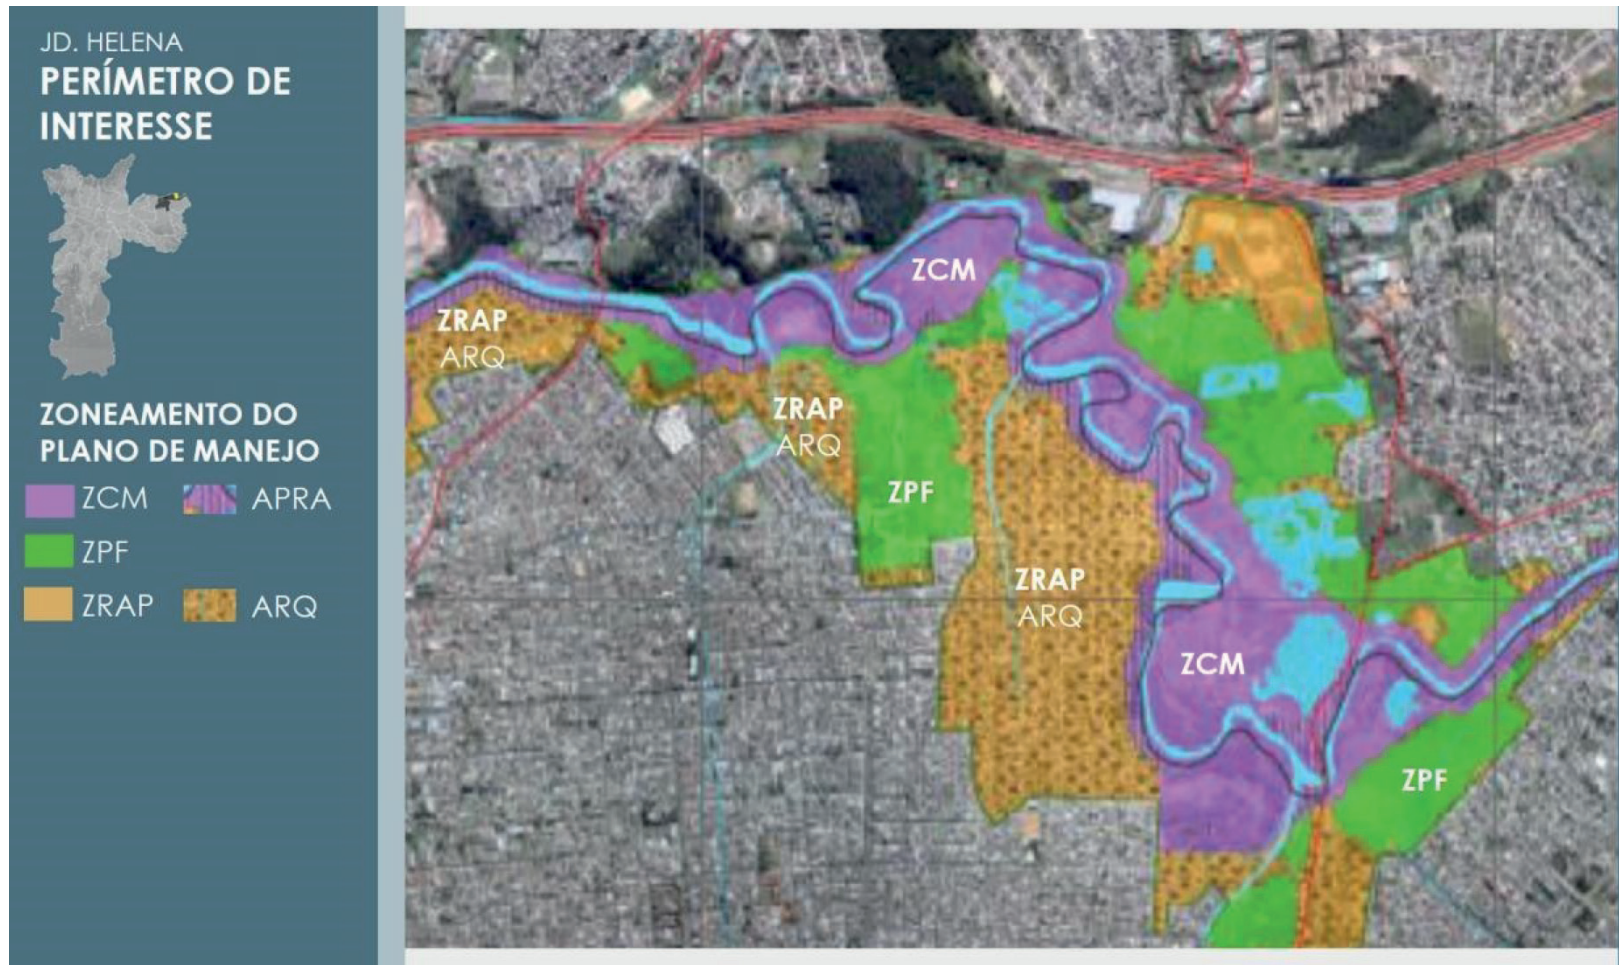 JD. HELENA
PERÍMETRO DE
INTERESSE
ZONEAMENTO DO
PLANO DE MANEJO
ZCM APRA
ZPF
ZRAP ARQ
ZCM
ZRAP
ARQ
ZRAP
ARQ
ZPF
ZRAP
ARQ
ZCM
ZPF